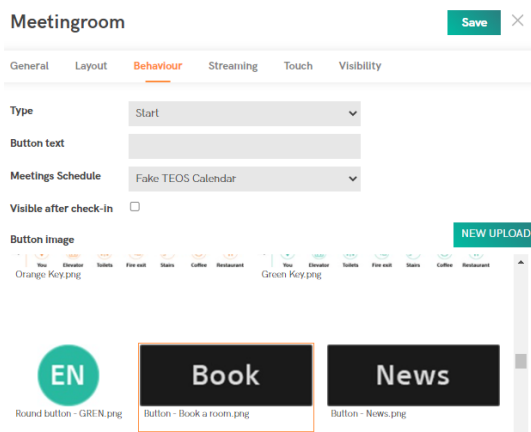 Meetingroom
Save
General Layout Behaviour Streaming Touch Visibility
Type
Start
Button text
Meetings Schedule
Fake TEOS Calendar
Visible after check-in
Button image
NEW UPLOAD
You Elevator Toilets Fire exit Stairs Coffee Restaurant
You Elevator Toilets Fire exit Stairs Coffee Restaurant
Orange Key.png
Green Key.png
EN
Book
News
Round button - GREN.png
Button - Book a room.png
Button - News.png